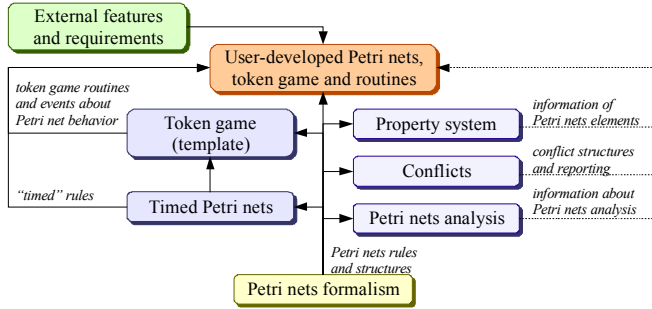 External features
and requirements
User-developed Petri nets,
token game and routines
token game routines
and events about
Petri net behavior
Token game
(template)
Property system
information of
Petri nets elements
Conflicts
conflict structures
and reporting
“timed” rules
Timed Petri nets
Petri nets analysis
information about
Petri nets analysis
Petri nets rules
and structures
Petri nets formalism